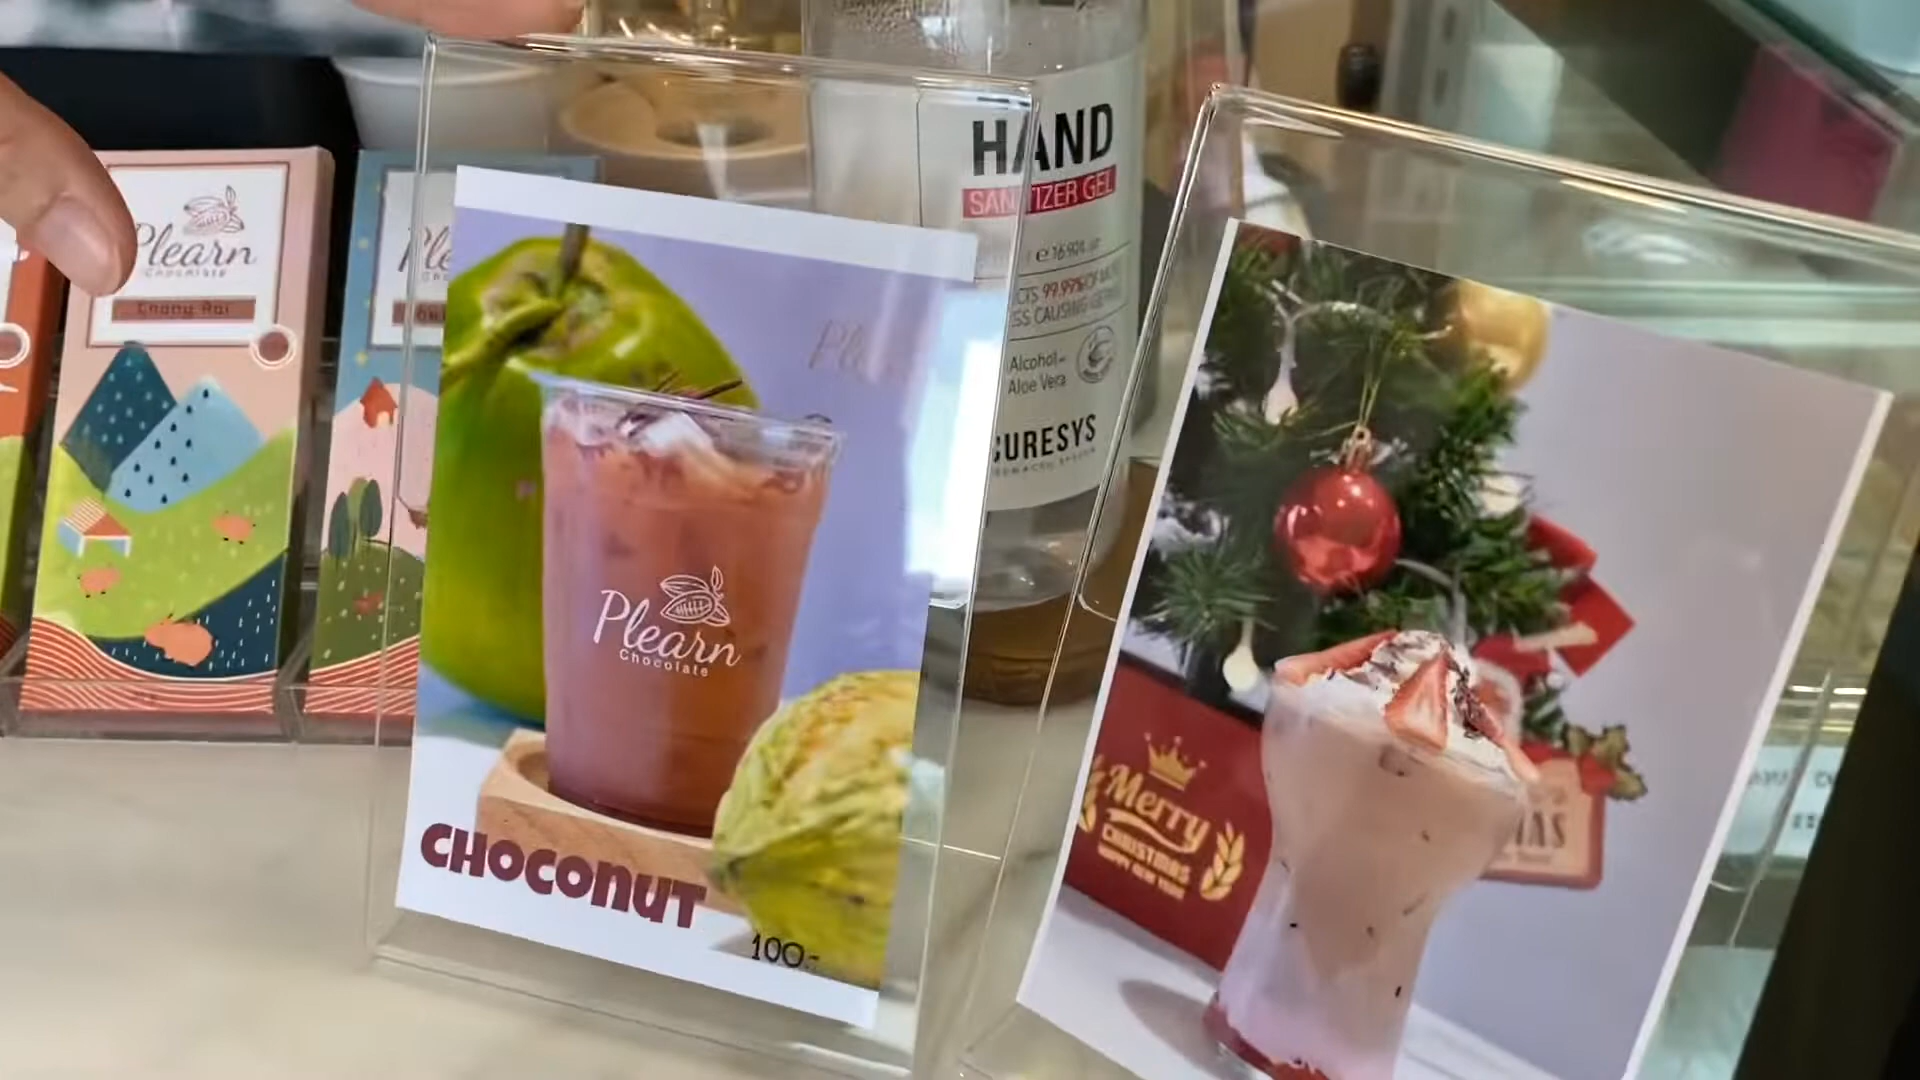 Plearn
Chocolate
Chang Rai
HAND
SANITIZER GEL
99.99%
Alcohol-
Aloe Vera
CURESYS
Plearn
Chocolate
CHOCONUT
100.-
Merry
CHRISTMAS
HAPPY NEW YEAR